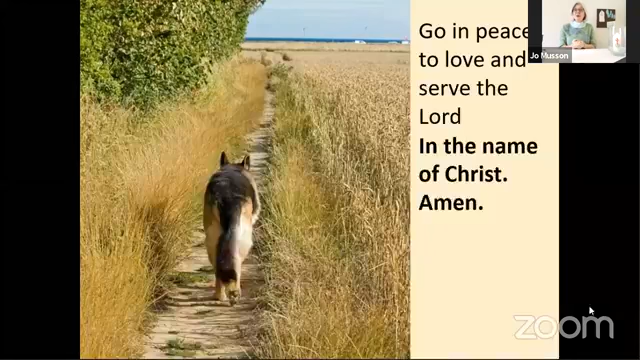 Go in peace
to love and
serve the
Lord
In the name
of Christ.
Amen.
Jo Musson
zoom